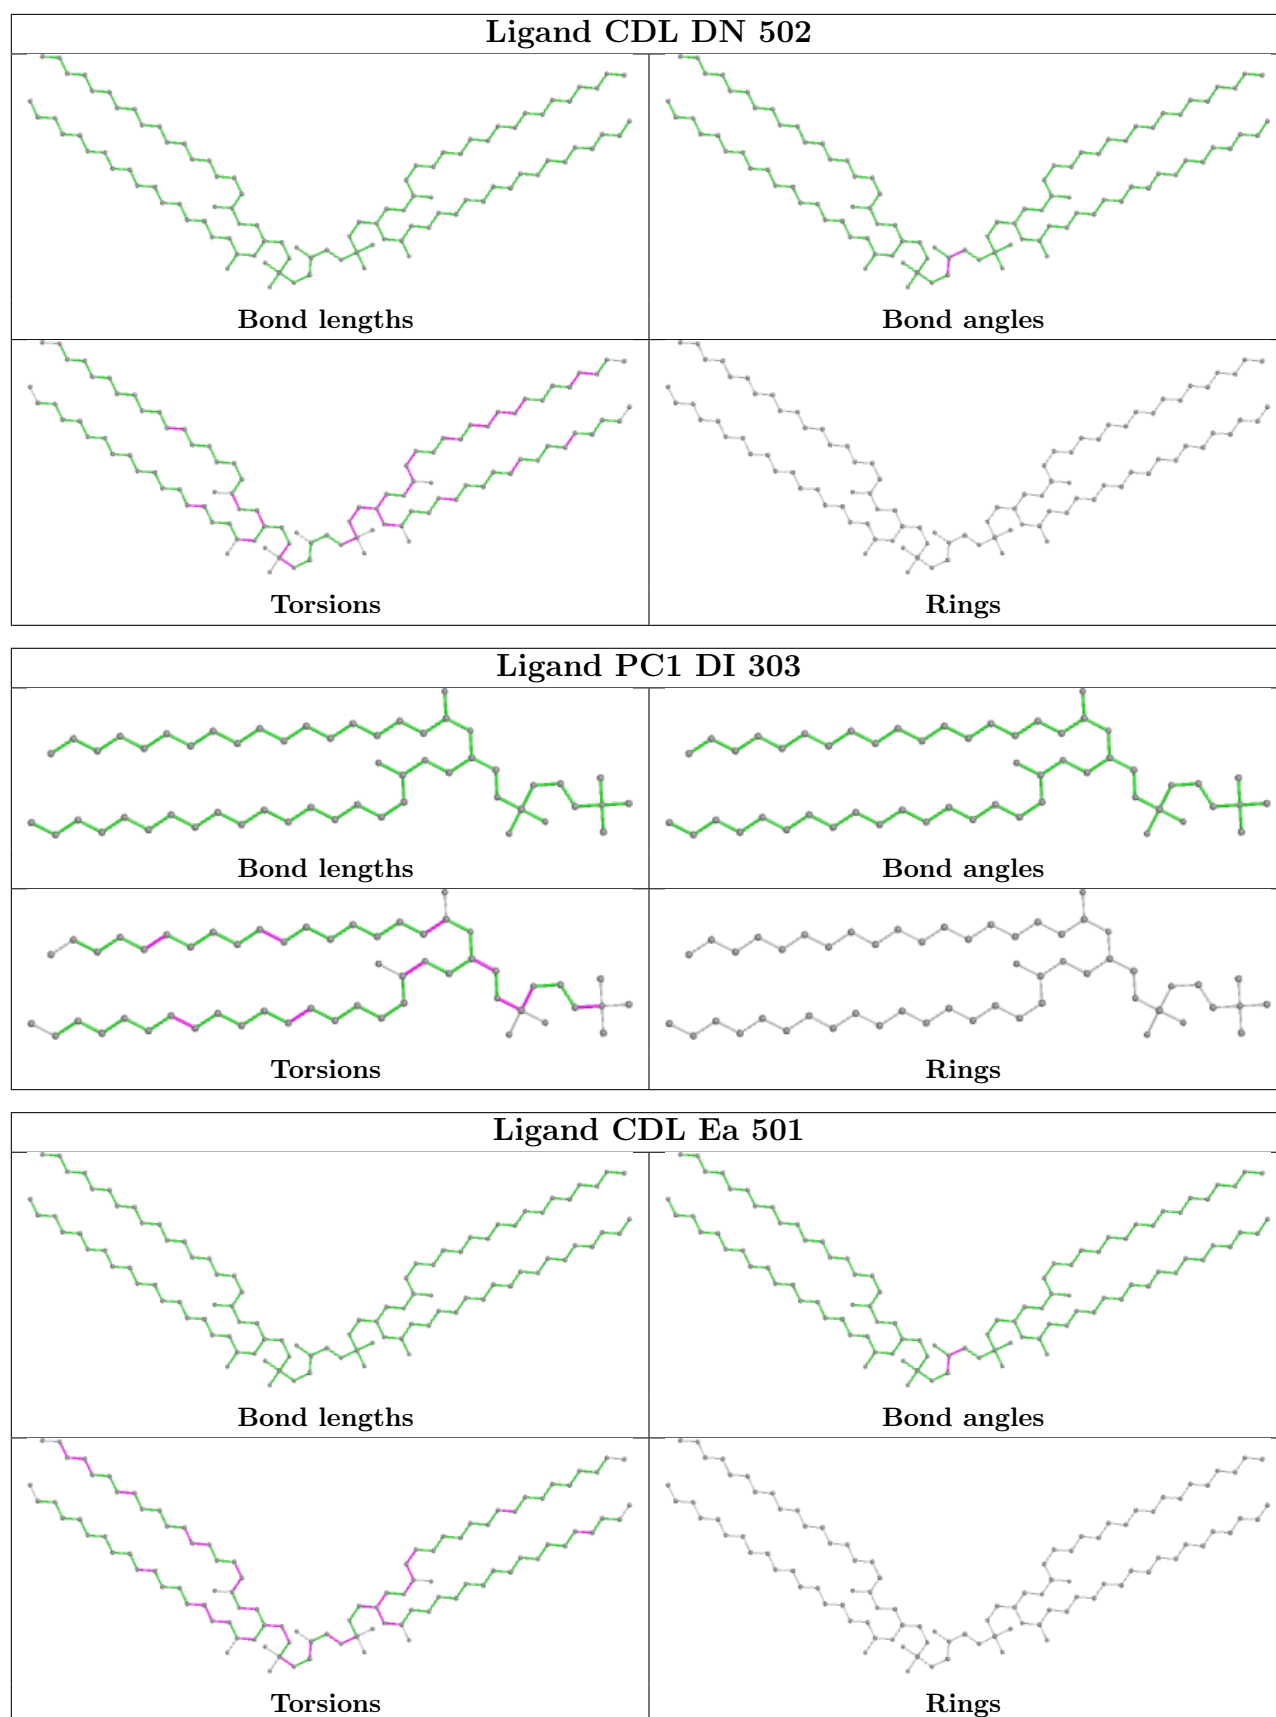 Ligand CDL DN 502
Bond lengths
Bond angles
Torsions
Rings
Ligand PC1 DI 303
Bond lengths
Bond angles
Torsions
Rings
Ligand CDL Ea 501
Bond lengths
Bond angles
Torsions
Rings